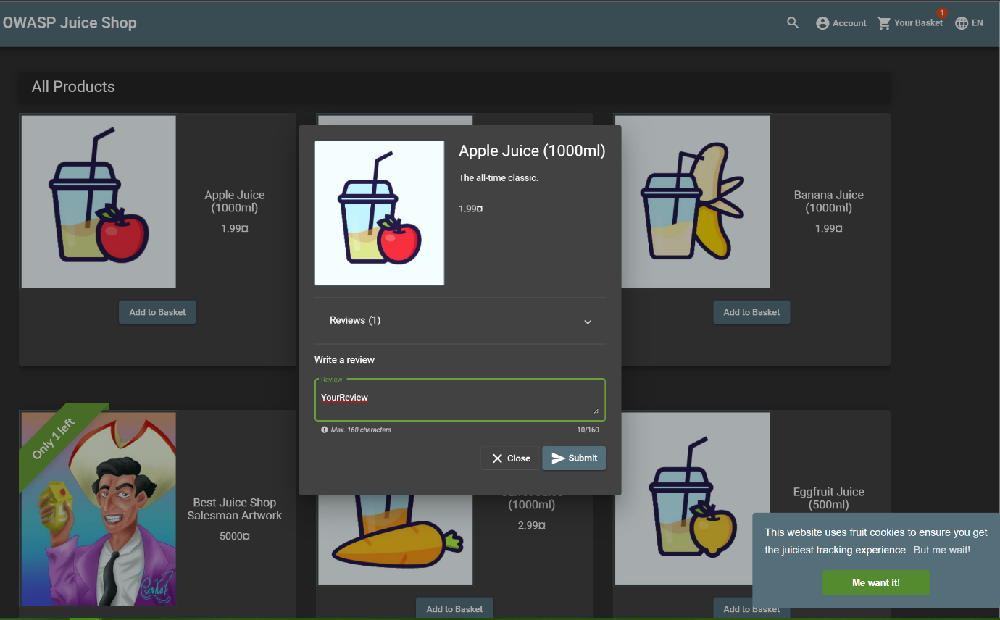 OWASP Juice Shop
Account
Your Basket
1
EN
All Products
Apple Juice
(1000ml)
1.99¤
Add to Basket
Apple Juice (1000ml)
The all-time classic.
1.99¤
Reviews (1)
Write a review
Review
YourReview
Max. 160 characters
10/160
Close
Submit
Banana Juice
(1000ml)
1.99¤
Add to Basket
Only 1 left
Best Juice Shop
Salesman Artwork
5000¤
(1000ml)
2.99¤
Add to Basket
Eggfruit Juice
(500ml)
Add to Basket
This website uses fruit cookies to ensure you get
the juiciest tracking experience. But me wait!
Me want it!